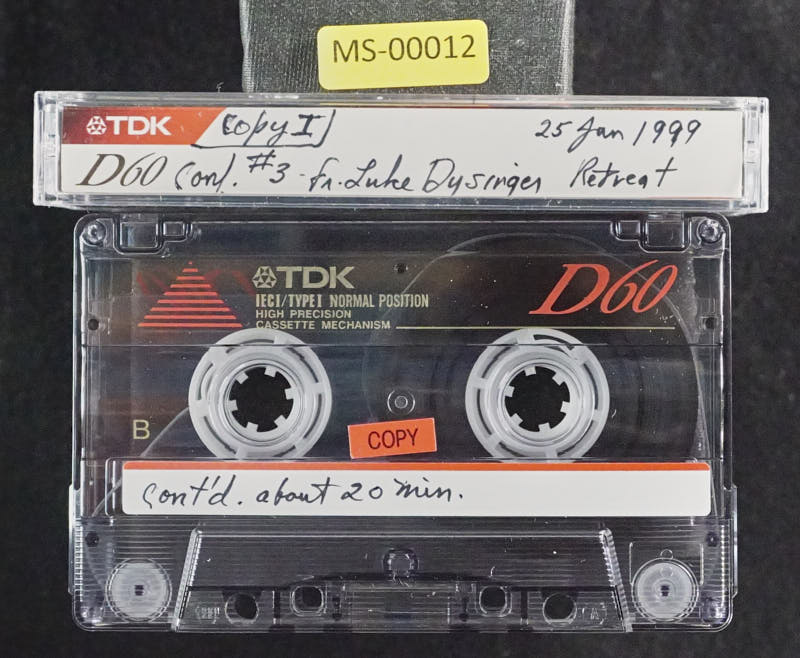 MS-00012
TDK Copy I 25 Jan 1999
D60 Conf. #3 - Fr. Luke Dysinger Retreat
TDK D60
IECI/TYPE I NORMAL POSITION
HIGH PRECISION
CASSETTE MECHANISM
B
COPY
Cont'd. about 20 min.